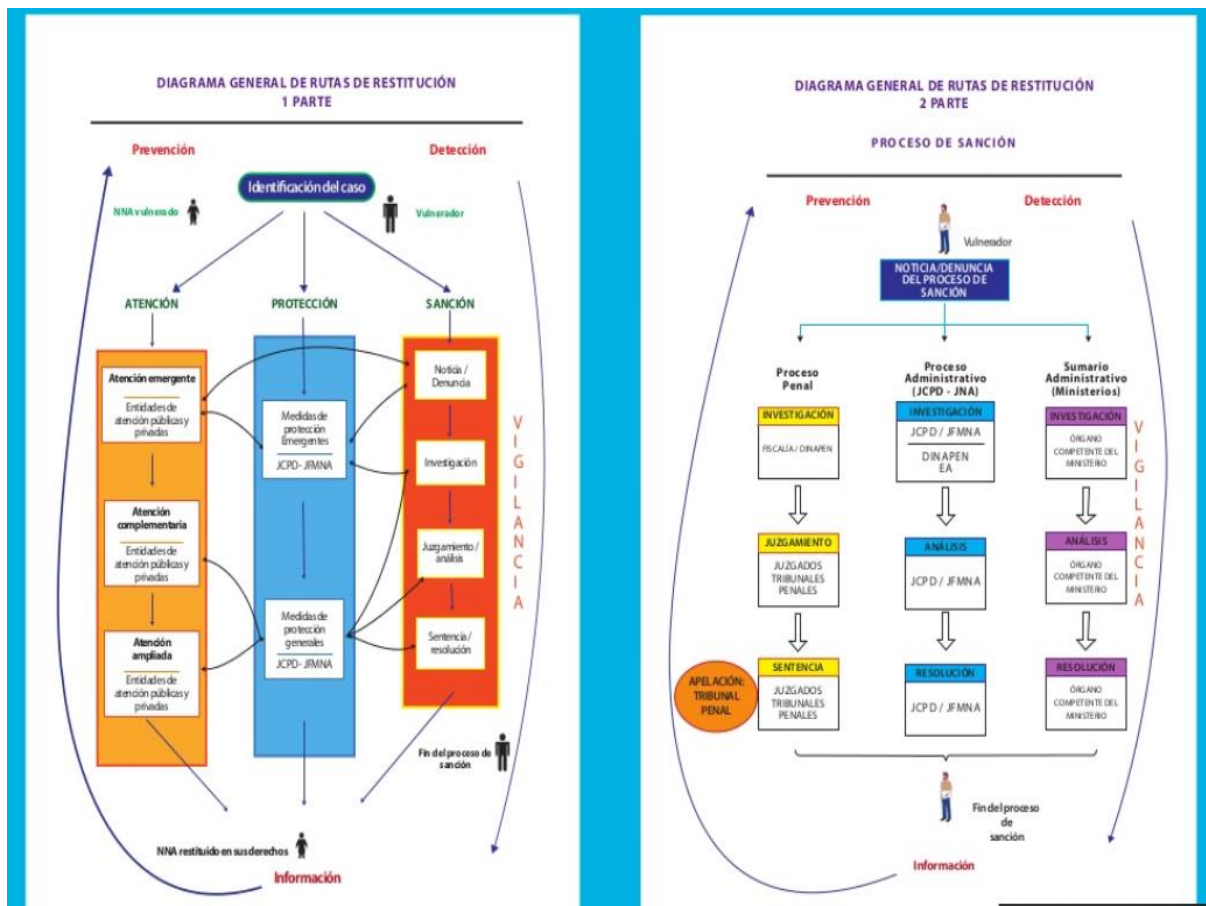 DIAGRAMA GENERAL DE RUTAS DE RESTITUCIÓN
1 PARTE
Prevención
Detección
Identificación del caso
NNA vulnerado
Vulnerador
ATENCIÓN
PROTECCIÓN
SANCIÓN
Atención emergente
Entidades de
atención públicas y
privadas
Atención
complementaria
Entidades de
atención públicas y
privadas
Atención
ampliada
Entidades de
atención públicas y
privadas
Medidas de
protección
Emergentes
JCPD- JFMNA
Medidas de
protección
generales
JCPD- JFMNA
Noticia /
Denuncia
Investigación
Juzgamiento /
análisis
Sentencia /
resolución
VIGILANCIA
Fin del proceso de
sanción
NNA restituido en sus derechos
Información
DIAGRAMA GENERAL DE RUTAS DE RESTITUCIÓN
2 PARTE
PROCESO DE SANCIÓN
Prevención
Detección
Vulnerador
NOTICIA/DENUNCIA
DEL PROCESO DE
SANCIÓN
Proceso
Penal
INVESTIGACIÓN
FISCALÍA / DINAPEN
JUZGAMIENTO
JUZGADOS
TRIBUNALES
PENALES
SENTENCIA
JUZGADOS
TRIBUNALES
PENALES
APELACIÓN:
TRIBUNAL
PENAL
Proceso
Administrativo
(JCPD - JNA)
INVESTIGACIÓN
JCPD / JFMNA
DINAPEN
EA
ANÁLISIS
JCPD / JFMNA
RESOLUCIÓN
JCPD / JFMNA
Sumario
Administrativo
(Ministerios)
INVESTIGACIÓN
ÓRGANO
COMPETENTE DEL
MINISTERIO
ANÁLISIS
ÓRGANO
COMPETENTE DEL
MINISTERIO
RESOLUCIÓN
ÓRGANO
COMPETENTE DEL
MINISTERIO
VIGILANCIA
Fin del proceso
de
sanción
Información